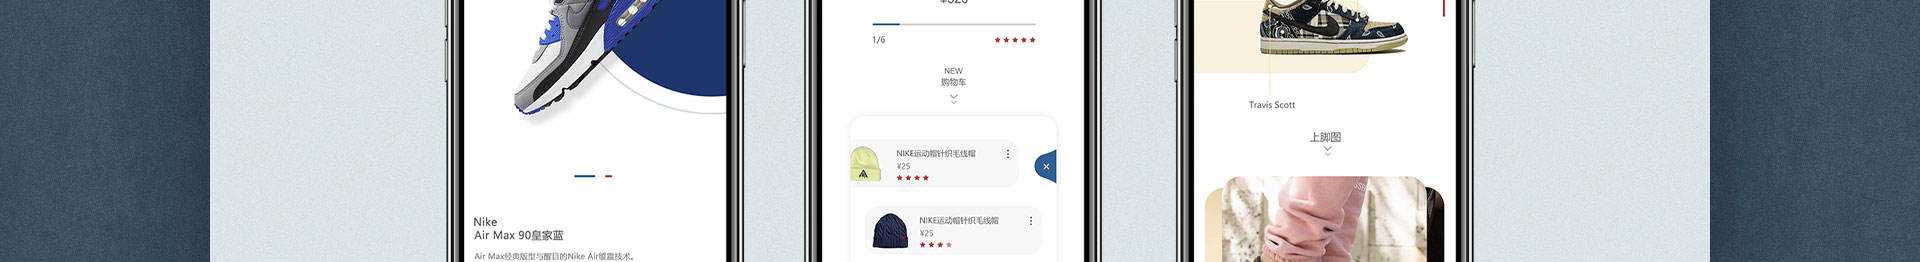 Nike
Air Max 90皇家蓝
Air Max经典版型与醒目的Nike Air缓震技术。
1/6
NEW
购物车
NIKE运动帽针织毛线帽
¥25
NIKE运动帽针织毛线帽
¥25
Travis Scott
上脚图